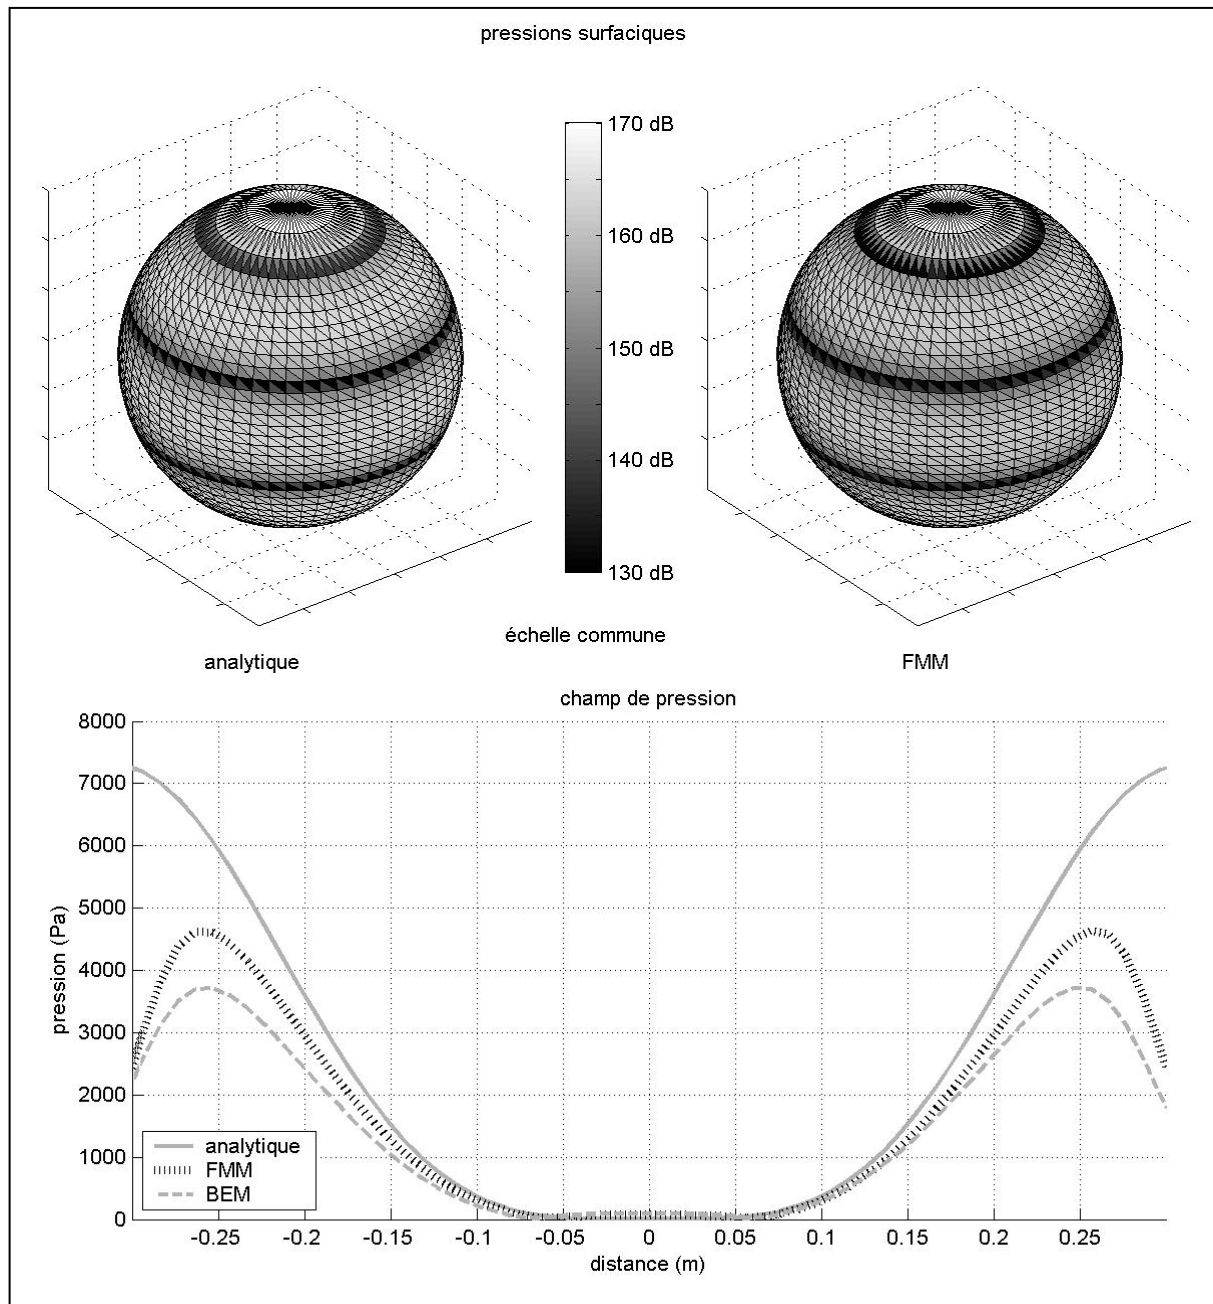 pressions surfaciques
170 dB
160 dB
150 dB
140 dB
130 dB
échelle commune
analytique
FMM
champ de pression
8000
7000
6000
5000
4000
3000
2000
1000
0
pression (Pa)
analytique
FMM
BEM
-0.25
-0.2
-0.15
-0.1
-0.05
0
0.05
0.1
0.15
0.2
0.25
distance (m)